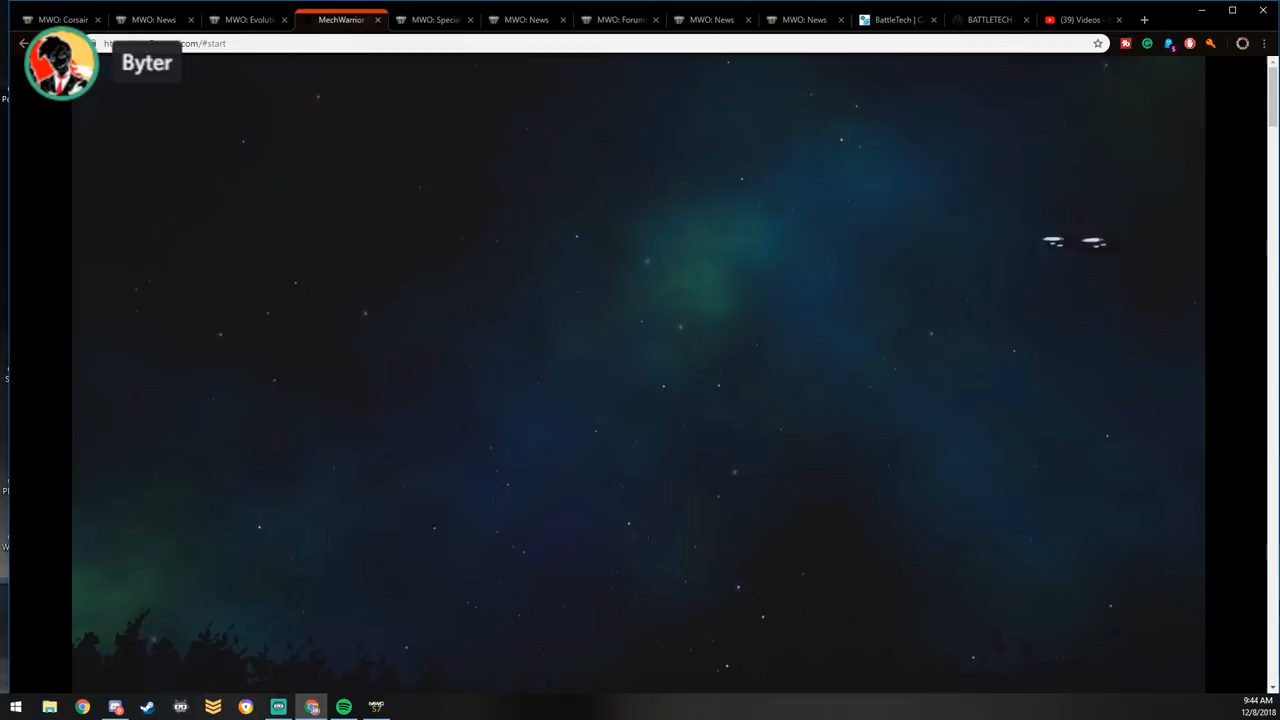 MWO: Corsair
MWO: News
MWO: Evoluti
MechWarrior
MWO: Speci
MWO: News
MWO: Forum
MWO: News
MWO: News
BattleTech | C
BATTLETECH
(39) Videos -
com/#start
Byter
9:44 AM
12/8/2018